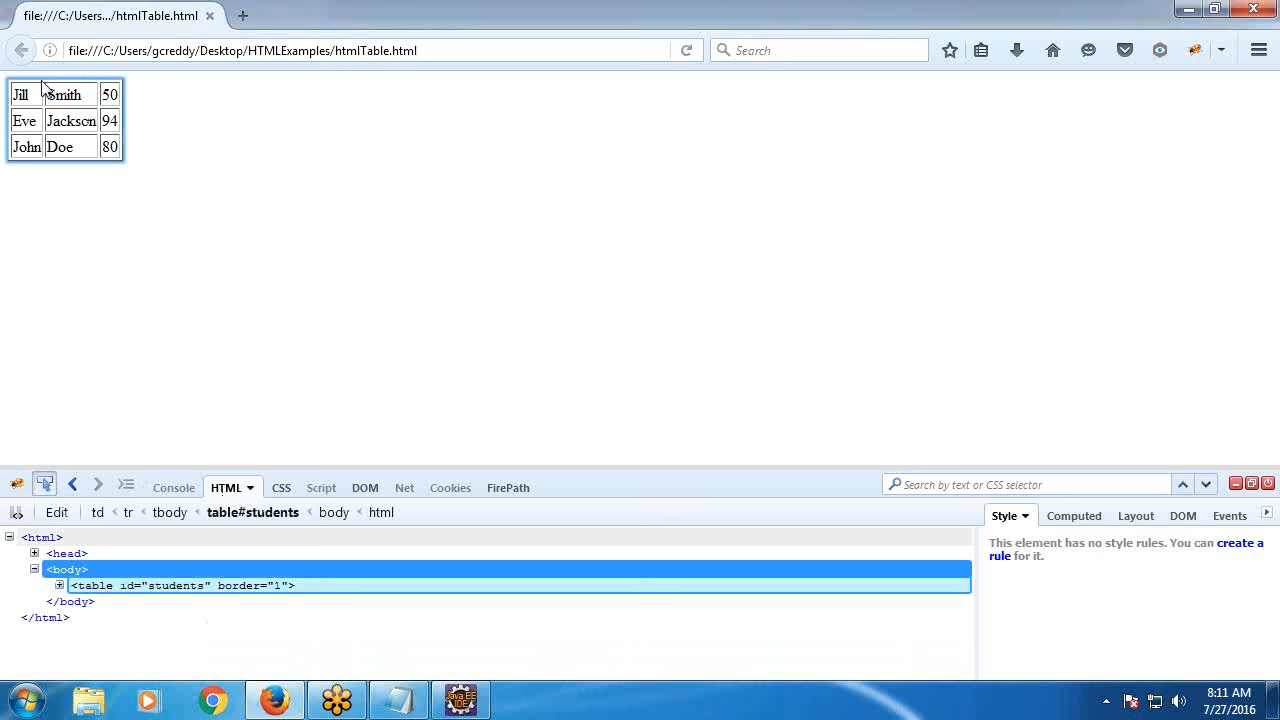 file:///C:/Users.../htmlTable.html
file:///C:/Users/gcreddy/Desktop/HTMLExamples/htmlTable.html
Search
Jill Smith 50
Eve Jackson 94
John Doe 80
Console HTML CSS Script DOM Net Cookies FirePath
Search by text or CSS selector
Edit td < tr < tbody < table#students < body < html
Style Computed Layout DOM Events
<html>
<head>
<body>
<table id="students" border="1">
</body>
</html>
This element has no style rules. You can create a
rule for it.
Java EE
IDE
8:11 AM
7/27/2016